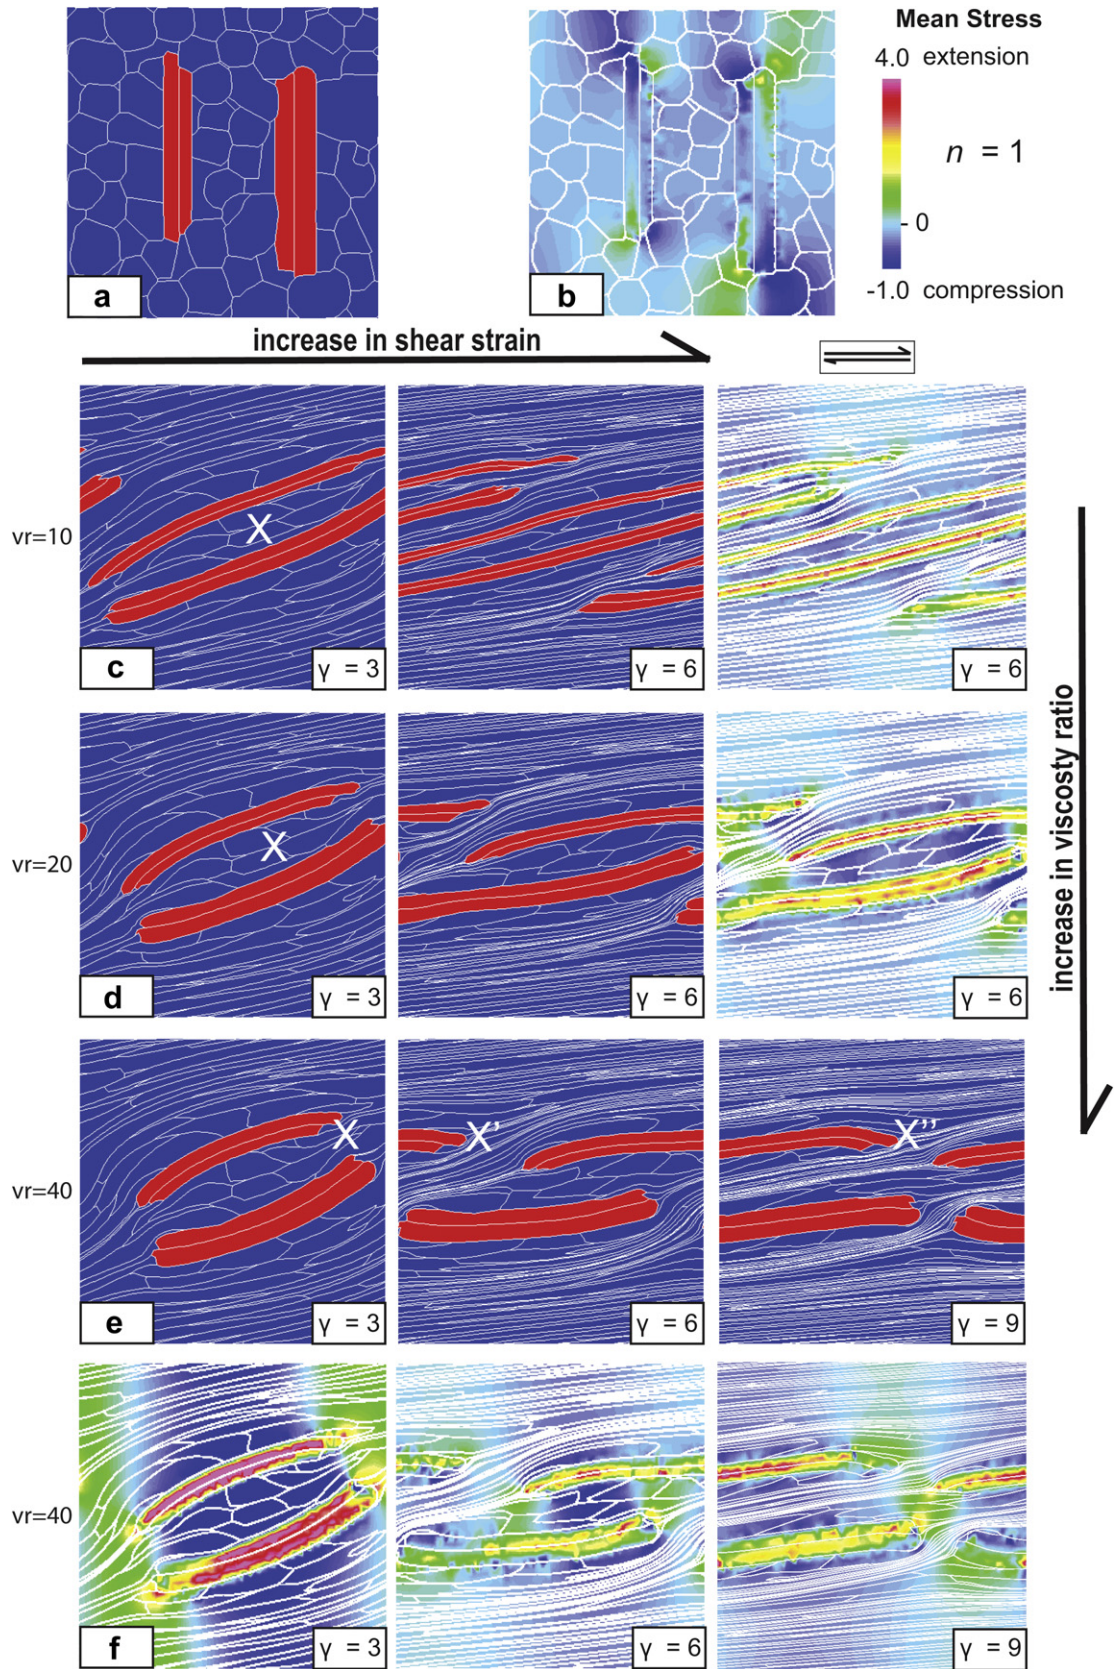 a
b
Mean Stress
4.0 extension
n = 1
- 0
-1.0 compression
increase in shear strain
vr=10
X
c
γ = 3
γ = 6
γ = 6
increase in viscosty ratio
vr=20
X
d
γ = 3
γ = 6
γ = 6
vr=40
X
X'
X''
e
γ = 3
γ = 6
γ = 9
vr=40
f
γ = 3
γ = 6
γ = 9